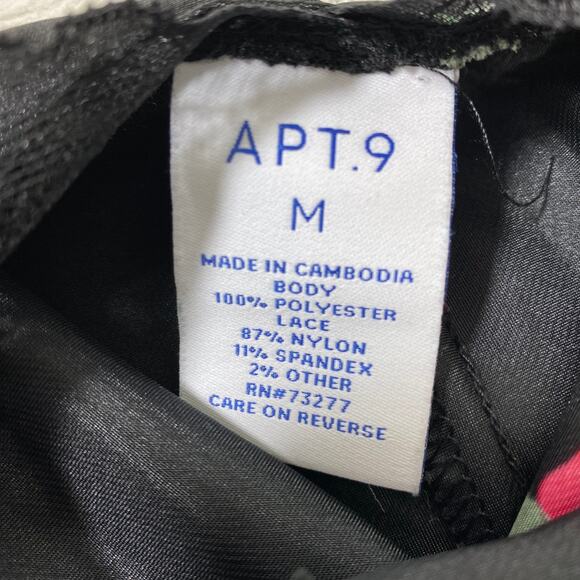 APT.9
M
MADE IN CAMBODIA
BODY
100% POLYESTER
LACE
87% NYLON
11% SPANDEX
2% OTHER
RN#73277
CARE ON REVERSE